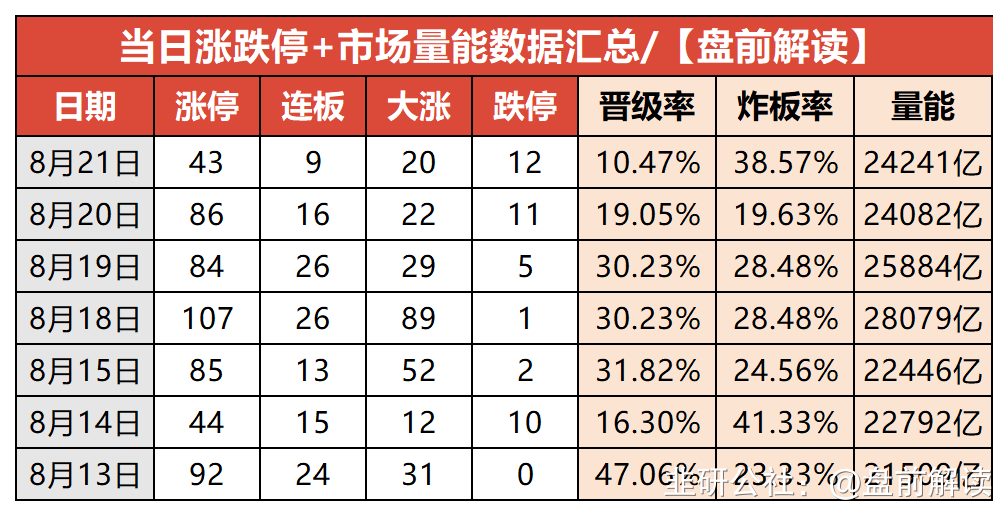 当日涨跌停+市场量能数据汇总/【盘前解读】
日期 涨停 连板 大涨 跌停 晋级率 炸板率 量能
8月21日 43 9 20 12 10.47% 38.57% 24241亿
8月20日 86 16 22 11 19.05% 19.63% 24082亿
8月19日 84 26 29 5 30.23% 28.48% 25884亿
8月18日 107 26 89 1 30.23% 28.48% 28079亿
8月15日 85 13 52 2 31.82% 24.56% 22446亿
8月14日 44 15 12 10 16.30% 41.33% 22792亿
8月13日 92 24 31 0 47.06% 23.33% 21509亿
韭研公社、@盘前解读